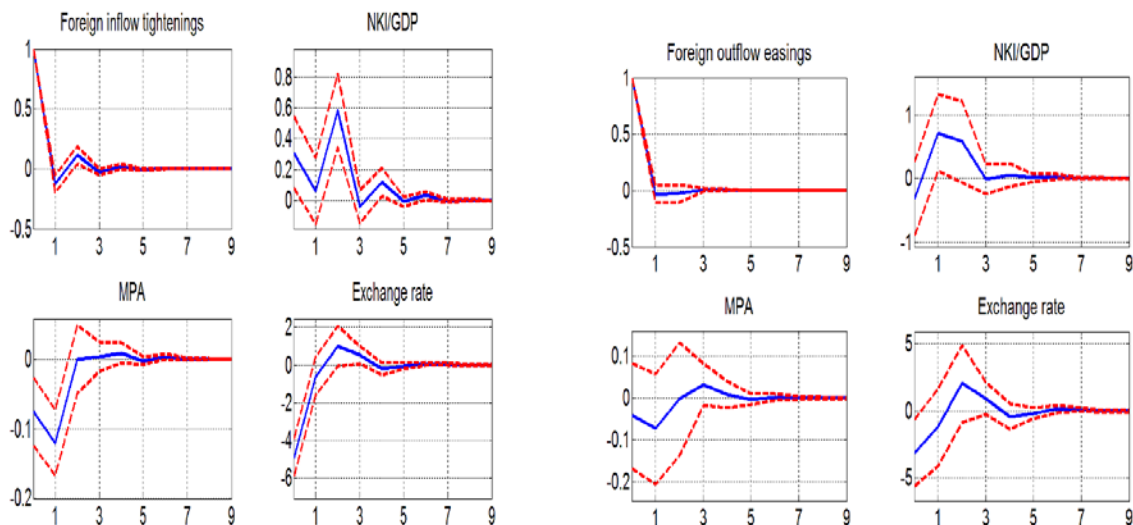 Foreign inflow tightenings
1
0.5
0
-0.5
1 3 5 7 9
NKI/GDP
0.8
0.6
0.4
0.2
0
1 3 5 7 9
MPA
0
-0.1
-0.2
1 3 5 7 9
Exchange rate
2
0
-2
-4
-6
1 3 5 7 9
Foreign outflow easings
1
0.5
0
-0.5
1 3 5 7 9
NKI/GDP
1
0
-1
1 3 5 7 9
MPA
0.1
0
-0.1
-0.2
1 3 5 7 9
Exchange rate
5
0
-5
1 3 5 7 9